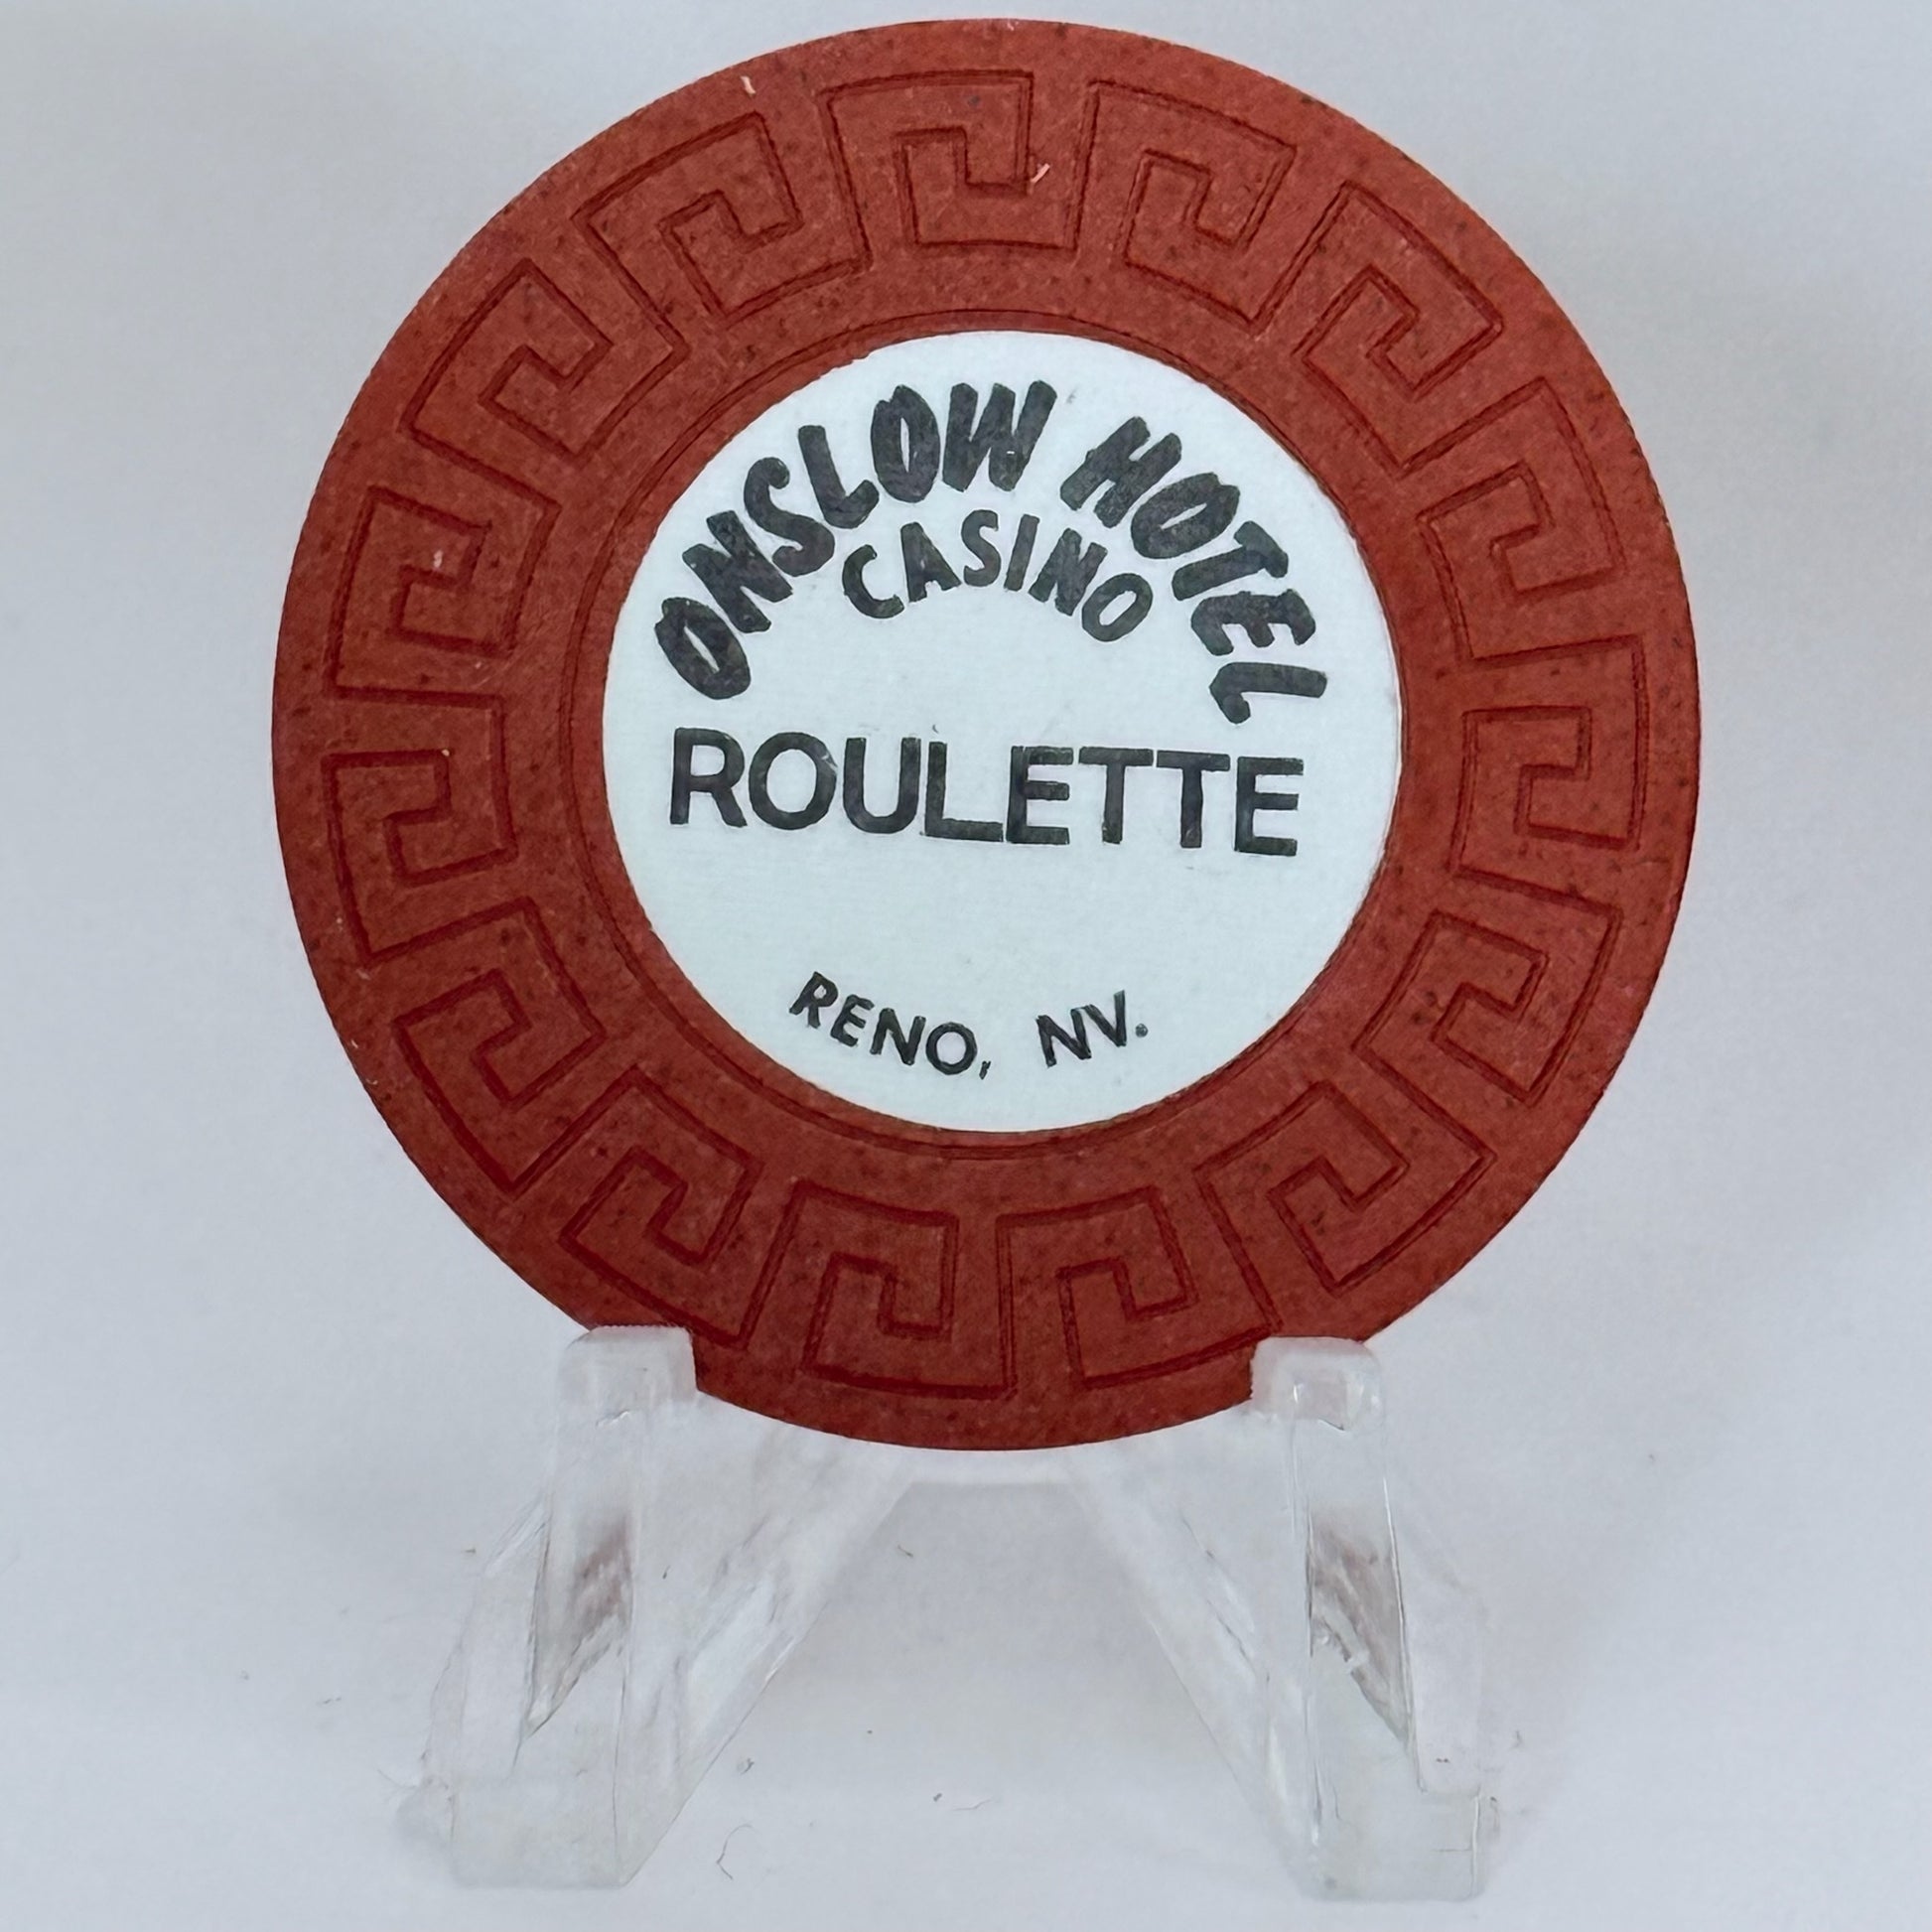 ONSLOW HOTEL
CASINO
ROULETTE
RENO, NV.